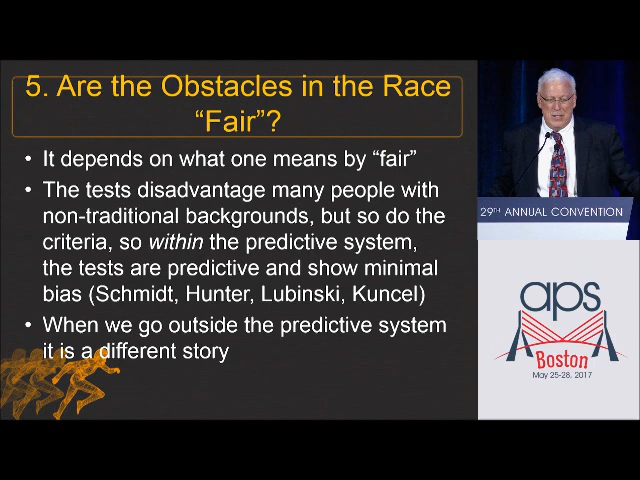 5. Are the Obstacles in the Race
“Fair”?
• It depends on what one means by “fair”
• The tests disadvantage many people with
non-traditional backgrounds, but so do the
criteria, so within the predictive system,
the tests are predictive and show minimal
bias (Schmidt, Hunter, Lubinski, Kuncel)
• When we go outside the predictive system
it is a different story
29TH ANNUAL CONVENTION
aps
Boston
May 25-28, 2017